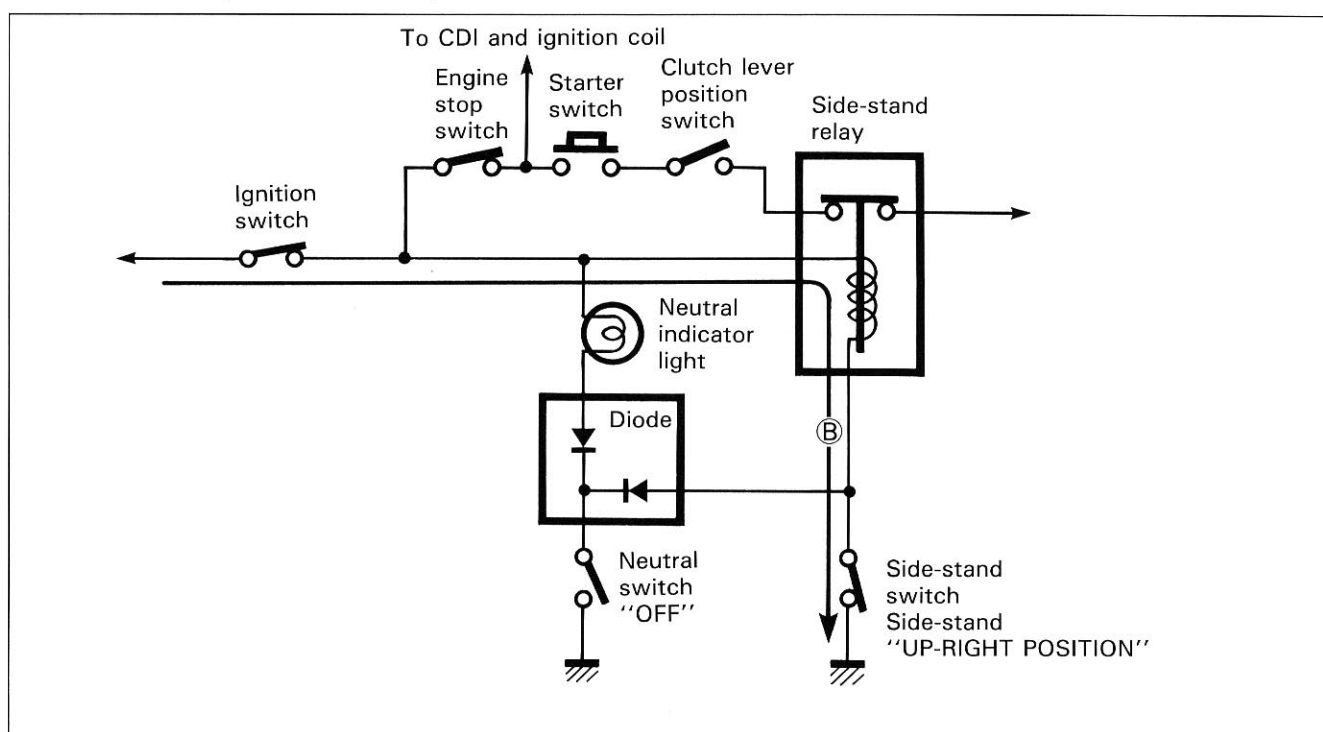 To CDI and ignition coil
Engine
stop
switch
Starter
switch
Clutch lever
position
switch
Side-stand
relay
Ignition
switch
Neutral
indicator
light
Diode
B
Neutral
switch
"OFF"
Side-stand
switch
Side-stand
"UP-RIGHT POSITION"